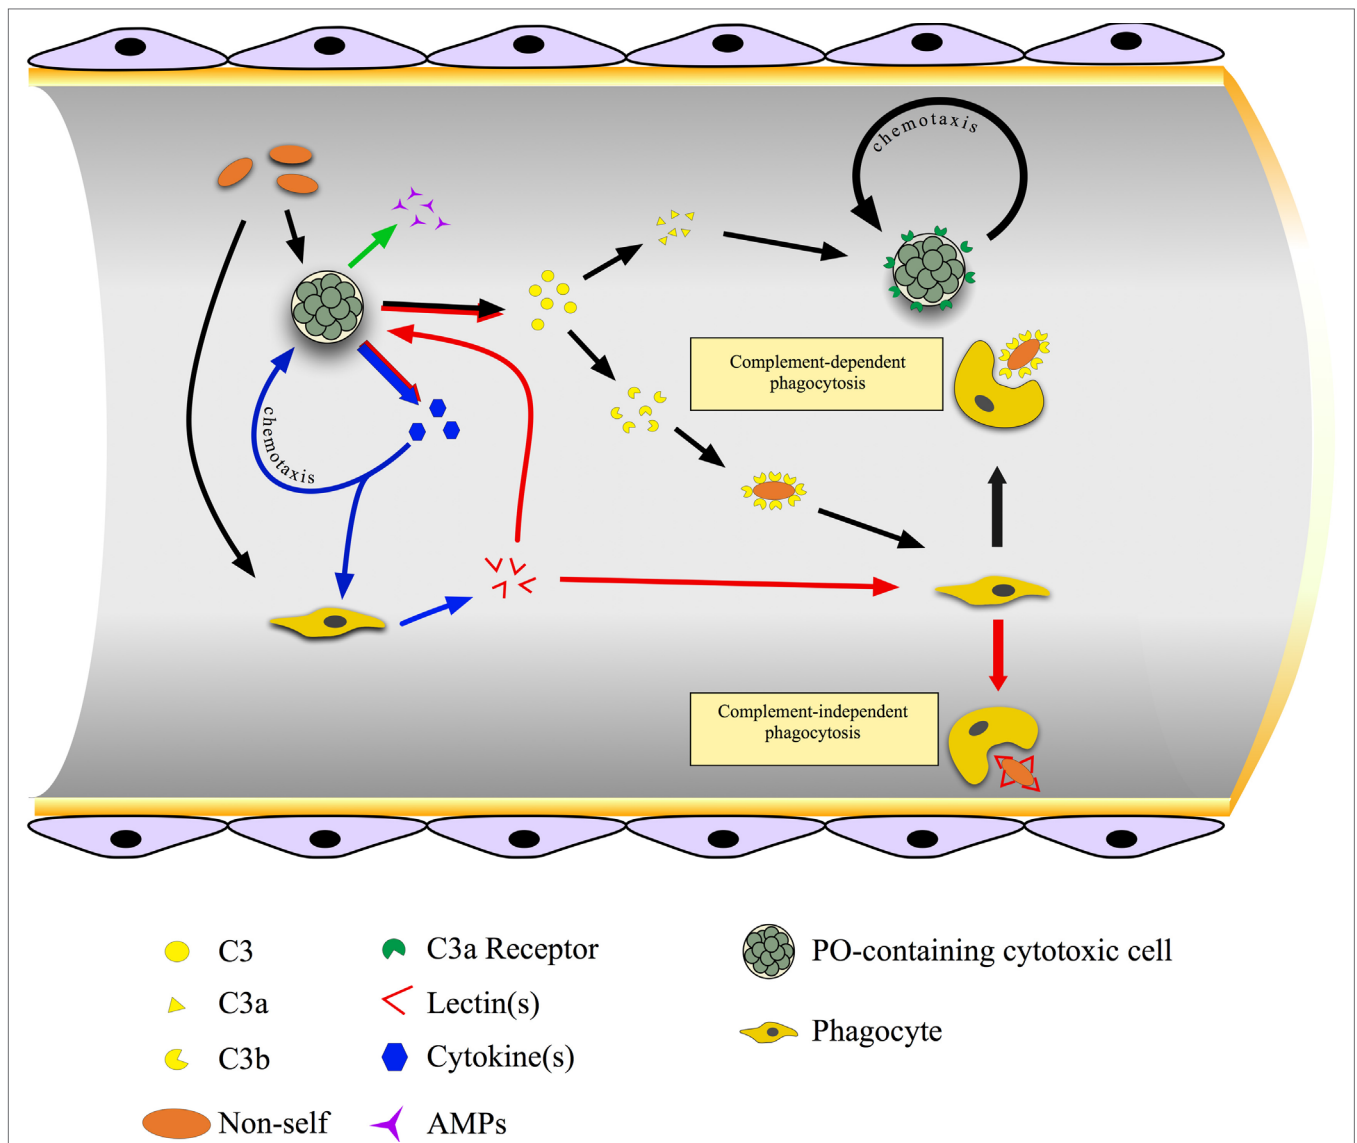 chemotaxis
chemotaxis
Complement-dependent
phagocytosis
Complement-independent
phagocytosis
C3
C3a
C3b
Non-self
C3a Receptor
Lectin(s)
Cytokine(s)
AMPs
PO-containing cytotoxic cell
Phagocyte